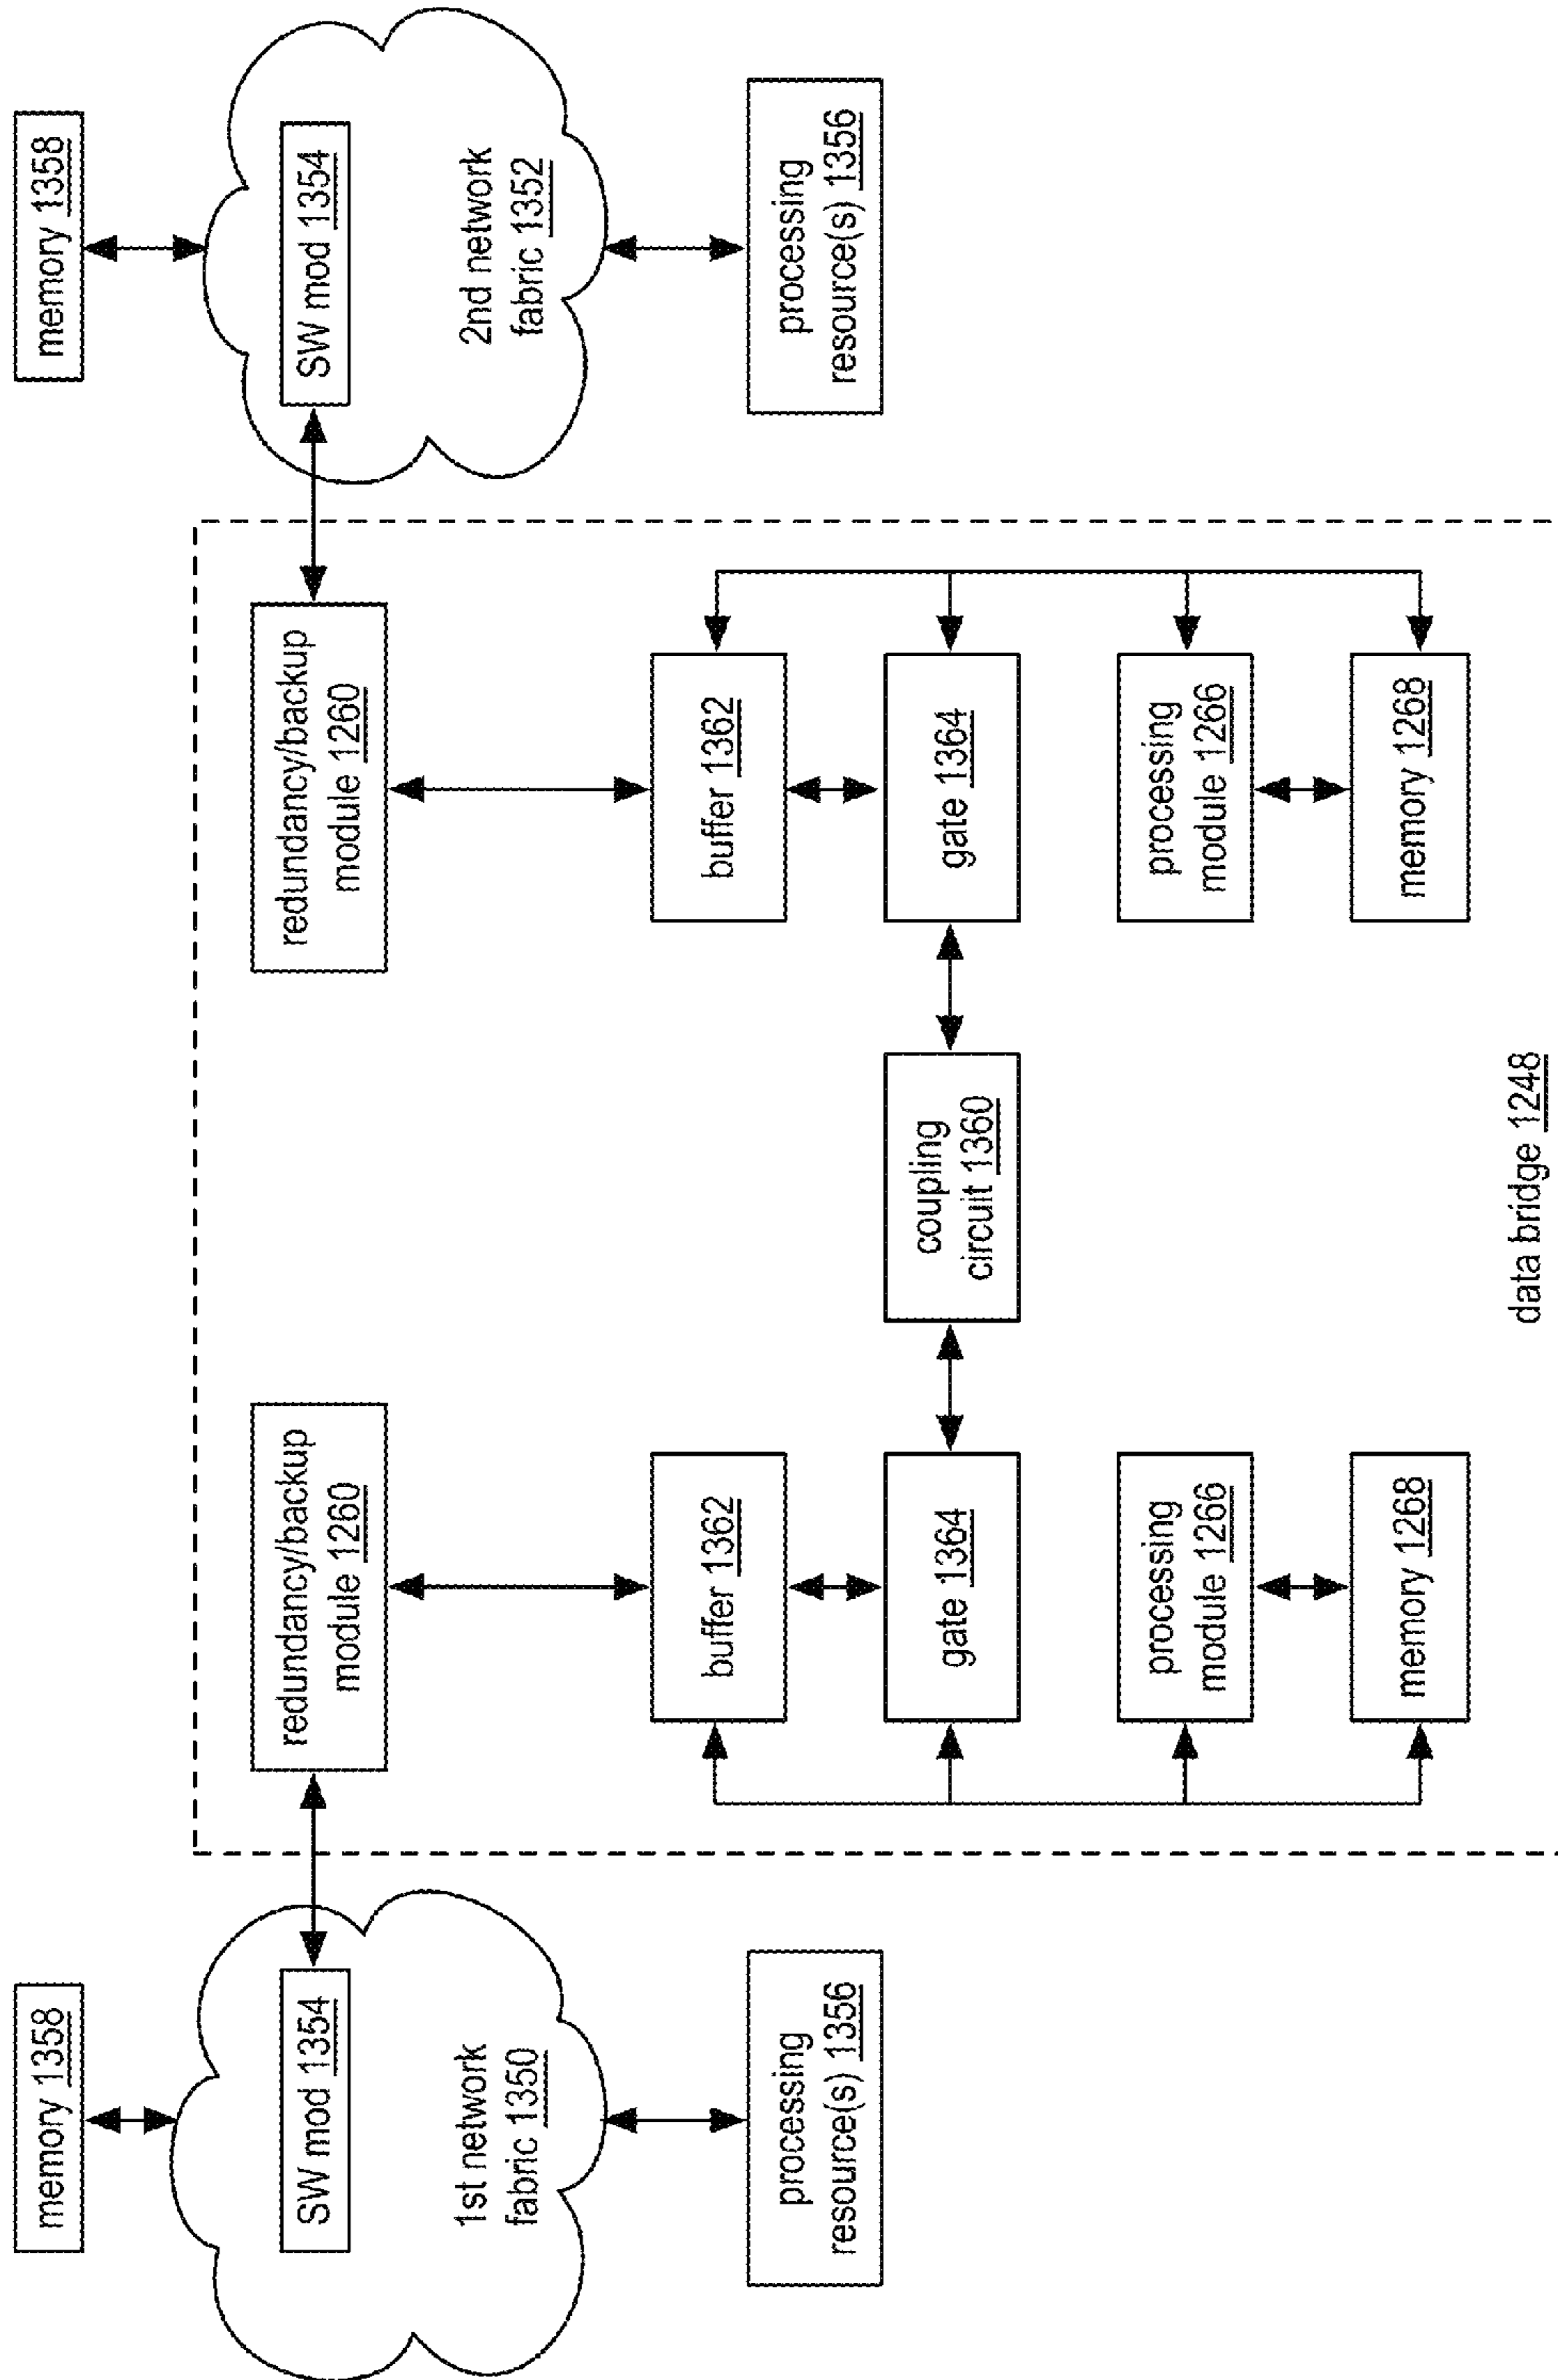 memory 1358
SW mod 1354
1st network
fabric 1350
processing
resource(s) 1356
redundancy/backup
module 1260
buffer 1362
gate 1364
processing
module 1266
memory 1268
coupling
circuit 1360
data bridge 1248
redundancy/backup
module 1260
buffer 1362
gate 1364
processing
module 1266
memory 1268
memory 1358
SW mod 1354
2nd network
fabric 1352
processing
resource(s) 1356